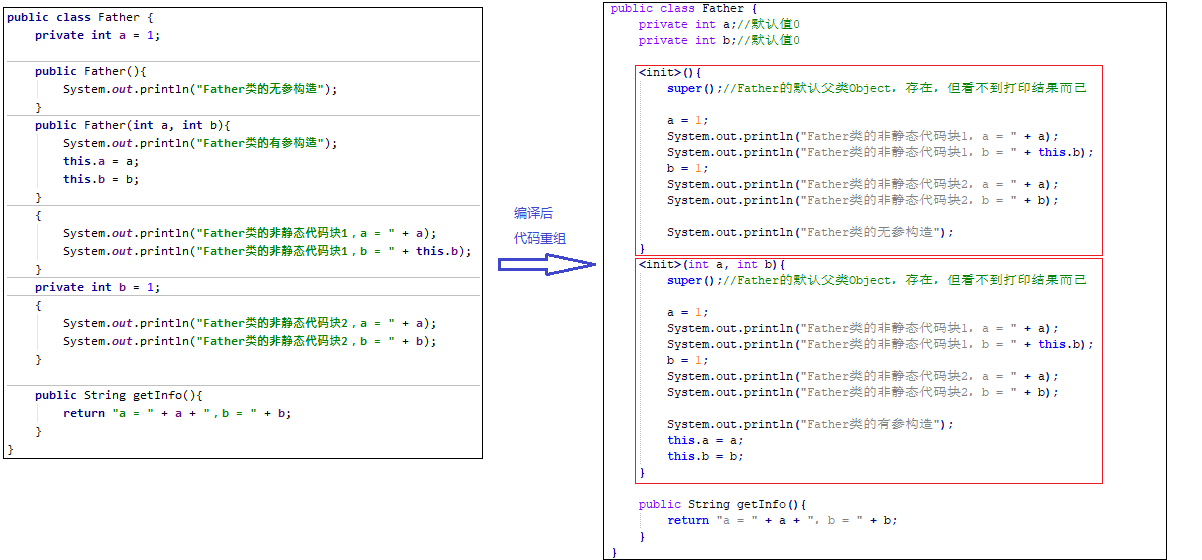 public class Father {
private int a = 1;
public Father(){
System.out.println("Father类的无参构造");
}
public Father(int a, int b){
System.out.println("Father类的有参构造");
this.a = a;
this.b = b;
}
{
System.out.println("Father类的非静态代码块1，a = " + a);
System.out.println("Father类的非静态代码块1，b = " + this.b);
}
private int b = 1;
{
System.out.println("Father类的非静态代码块2，a = " + a);
System.out.println("Father类的非静态代码块2，b = " + b);
}
public String getInfo(){
return "a = " + a + "，b = " + b;
}
}
编译后
代码重组
public class Father {
private int a;//默认值0
private int b;//默认值0
<init>(){
super();//Father的默认父类Object，存在，但看不到打印结果而已
a = 1;
System.out.println("Father类的非静态代码块1，a = " + a);
System.out.println("Father类的非静态代码块1，b = " + this.b);
b = 1;
System.out.println("Father类的非静态代码块2，a = " + a);
System.out.println("Father类的非静态代码块2，b = " + b);
System.out.println("Father类的无参构造");
}
<init>(int a, int b){
super();//Father的默认父类Object，存在，但看不到打印结果而已
a = 1;
System.out.println("Father类的非静态代码块1，a = " + a);
System.out.println("Father类的非静态代码块1，b = " + this.b);
b = 1;
System.out.println("Father类的非静态代码块2，a = " + a);
System.out.println("Father类的非静态代码块2，b = " + b);
System.out.println("Father类的有参构造");
this.a = a;
this.b = b;
}
public String getInfo(){
return "a = " + a + "，b = " + b;
}
}